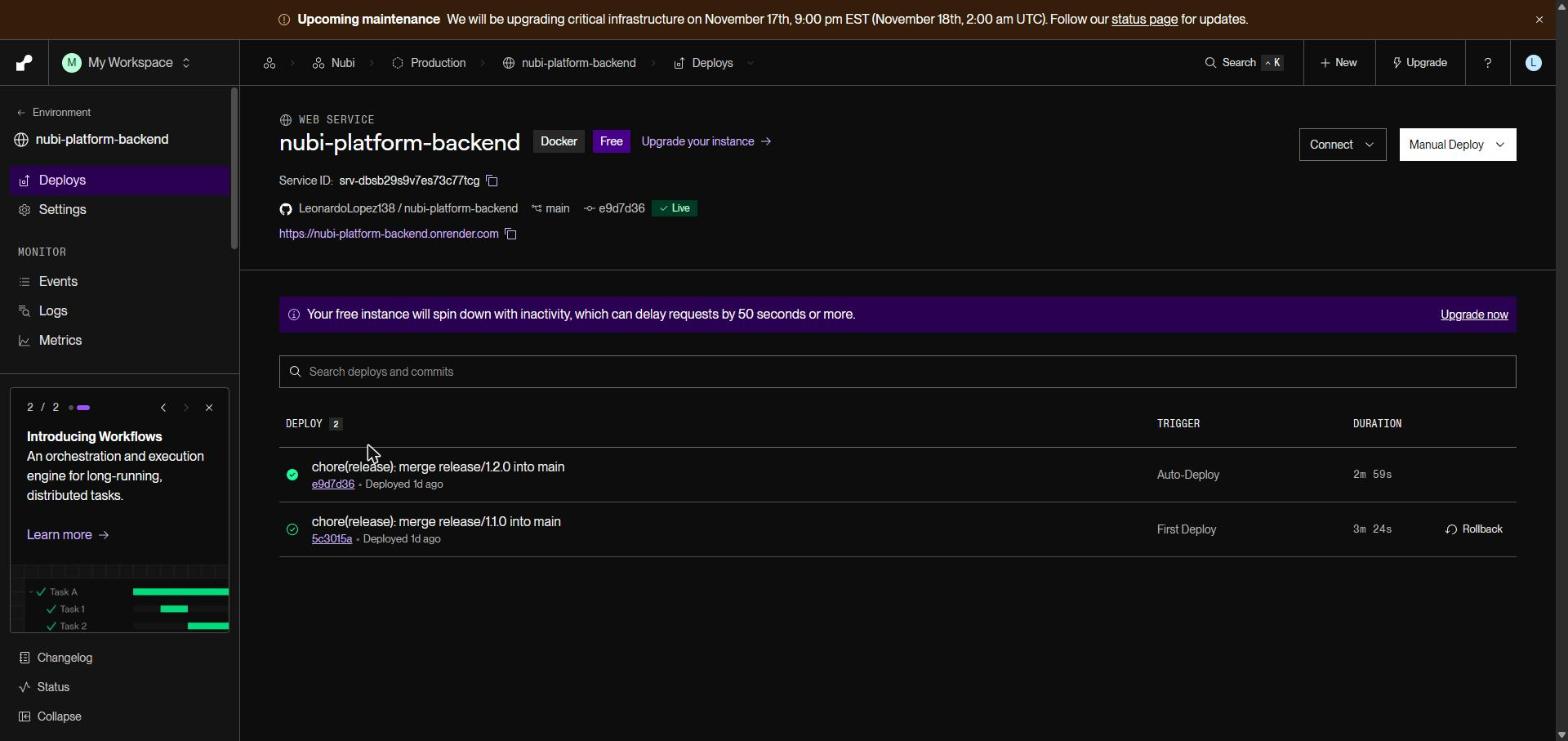 Upcoming maintenance We will be upgrading critical infrastructure on November 17th, 9:00 pm EST (November 18th, 2:00 am UTC). Follow our status page for updates.
M My Workspace
Nubi
Production
nubi-platform-backend
Deploys
Search ^ K
+ New
Upgrade
?
L
← Environment
nubi-platform-backend
Deploys
Settings
MONITOR
Events
Logs
Metrics
2 / 2
Introducing Workflows
An orchestration and execution
engine for long-running,
distributed tasks.
Learn more →
Task A
Task 1
Task 2
Changelog
Status
Collapse
WEB SERVICE
nubi-platform-backend Docker Free Upgrade your instance →
Connect
Manual Deploy
Service ID: srv-dbsb29s9v7es73c77tcg
LeonardoLopez138 / nubi-platform-backend main e9d7d36 Live
https://nubi-platform-backend.onrender.com
Your free instance will spin down with inactivity, which can delay requests by 50 seconds or more. Upgrade now
Search deploys and commits
DEPLOY 2 TRIGGER DURATION
chore(release): merge release/1.2.0 into main
e9d7d36 • Deployed 1d ago
Auto-Deploy 2m 59s
chore(release): merge release/1.1.0 into main
5c3015a • Deployed 1d ago
First Deploy 3m 24s Rollback